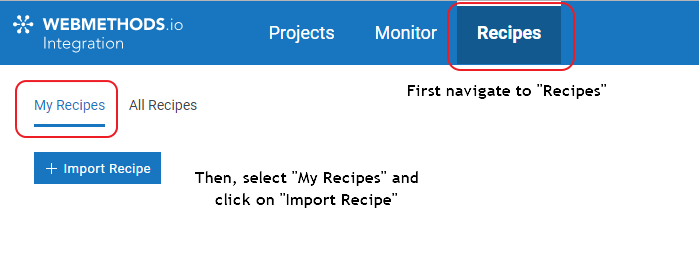 WEBMETHODS.io
Integration
Projects
Monitor
Recipes
First navigate to "Recipes"
My Recipes
All Recipes
+ Import Recipe
Then, select "My Recipes" and
click on "Import Recipe"